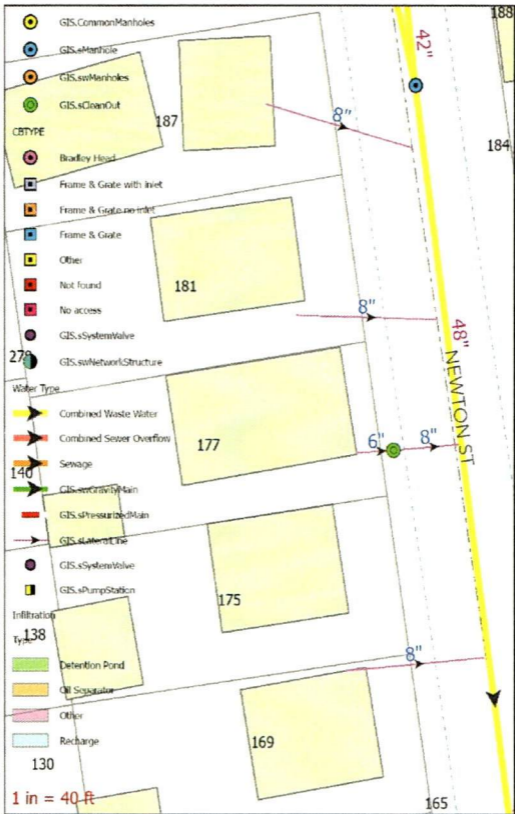 GIS.CommonManholes
GIS.sManhole
GIS.swManholes
GIS.sCleanOut
CBTYPE
Bradley Head
Frame & Grate with inlet
Frame & Grate no inlet
Frame & Grate
Other
Not found
No access
GIS.sSystemValve
GIS.swNetworkStructure
Water Type
Combined Waste Water
Combined Sewer Overflow
Sewage
GIS.swGravityMain
GIS.sPressurizedMain
GIS.sLateralLine
GIS.sSystemValve
GIS.sPumpStation
Infiltration
Type
Detention Pond
Oil Separator
Other
Recharge
1 in = 40 ft
188
42"
184
187
8"
181
8"
48"
NEWTON ST
177
6"
8"
140
175
138
8"
169
130
165